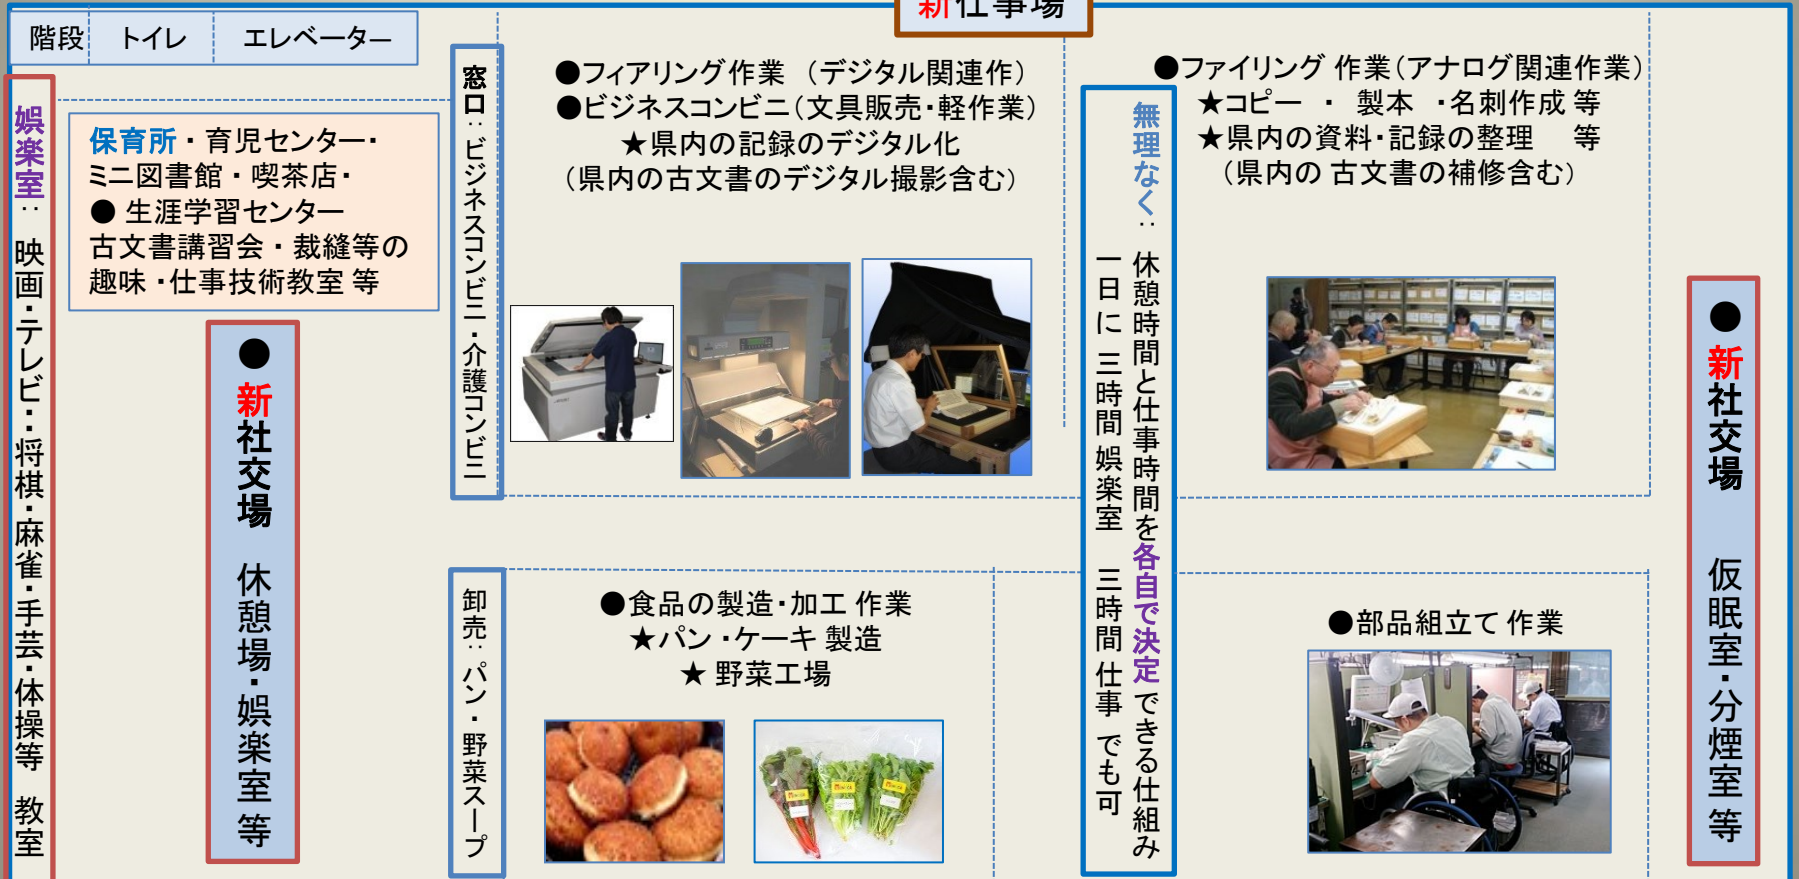 新仕事場
階段 トイレ エレベーター
娯楽室： 映画・テレビ・・将棋・麻雀・手芸・体操等 教室
保育所・育児センター・
ミニ図書館・喫茶店・
● 生涯学習センター
古文書講習会・裁縫等の
趣味・仕事技術教室 等
● 新社交場 休憩場・娯楽室 等
窓口：ビジネスコンビニ・介護コンビニ
●フィアリング作業 （デジタル関連作）
●ビジネスコンビニ（文具販売・軽作業）
★県内の記録のデジタル化
（県内の古文書のデジタル撮影含む）
無理なく： 休憩時間と仕事時間を各自で決定できる仕組み
一日に 三時間 娯楽室 三時間 仕事 でも可
●ファイリング 作業（アナログ関連作業）
★コピー ・ 製本 ・名刺作成 等
★県内の資料・記録の整理 等
（県内の 古文書の補修含む）
● 新社交場 仮眠室・分煙室 等
卸売：パン・野菜スープ
●食品の製造・加工 作業
★パン・ケーキ 製造
★ 野菜工場
●部品組立て 作業